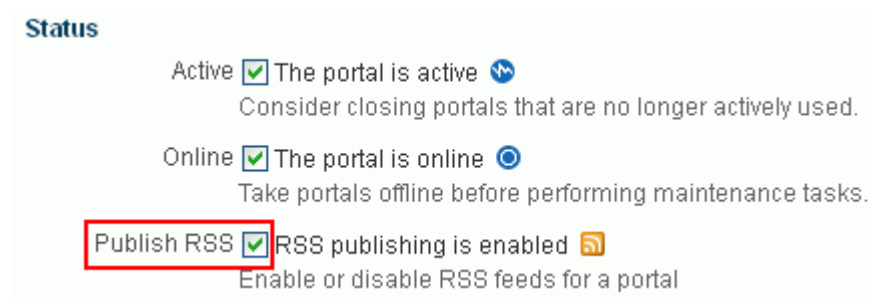 Status
Active The portal is active
Consider closing portals that are no longer actively used.
Online The portal is online
Take portals offline before performing maintenance tasks.
Publish RSS RSS publishing is enabled
Enable or disable RSS feeds for a portal